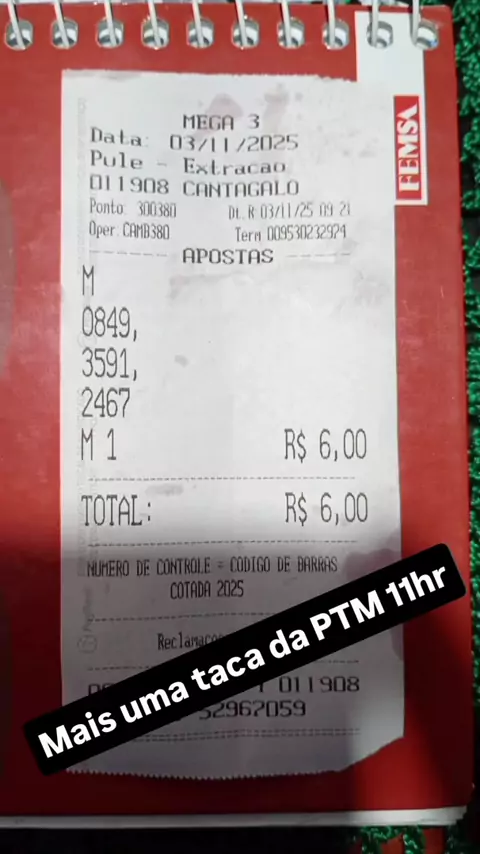 FEMSA
MEGA 3
Data: 03/11/2025
Pule - Extracao
011908 CANTAGALO
Ponto: 300380 Dt.R 03/11/25 09 21
Oper: CAMB380 Term 009530232924
APOSTAS
M
0849,
3591,
2467
M 1 R$ 6,00
TOTAL: R$ 6,00
NUMERO DE CONTROLE = CODIGO DE BARRAS
COTADA 2025
Mais uma taca da PTM 11hr
011908
52967059